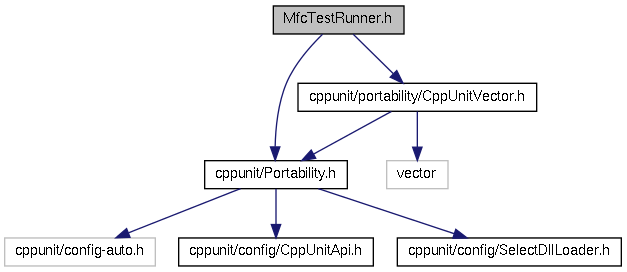 MfcTestRunner.h
cppunit/portability/CppUnitVector.h
cppunit/Portability.h
vector
cppunit/config-auto.h
cppunit/config/CppUnitApi.h
cppunit/config/SelectDllLoader.h